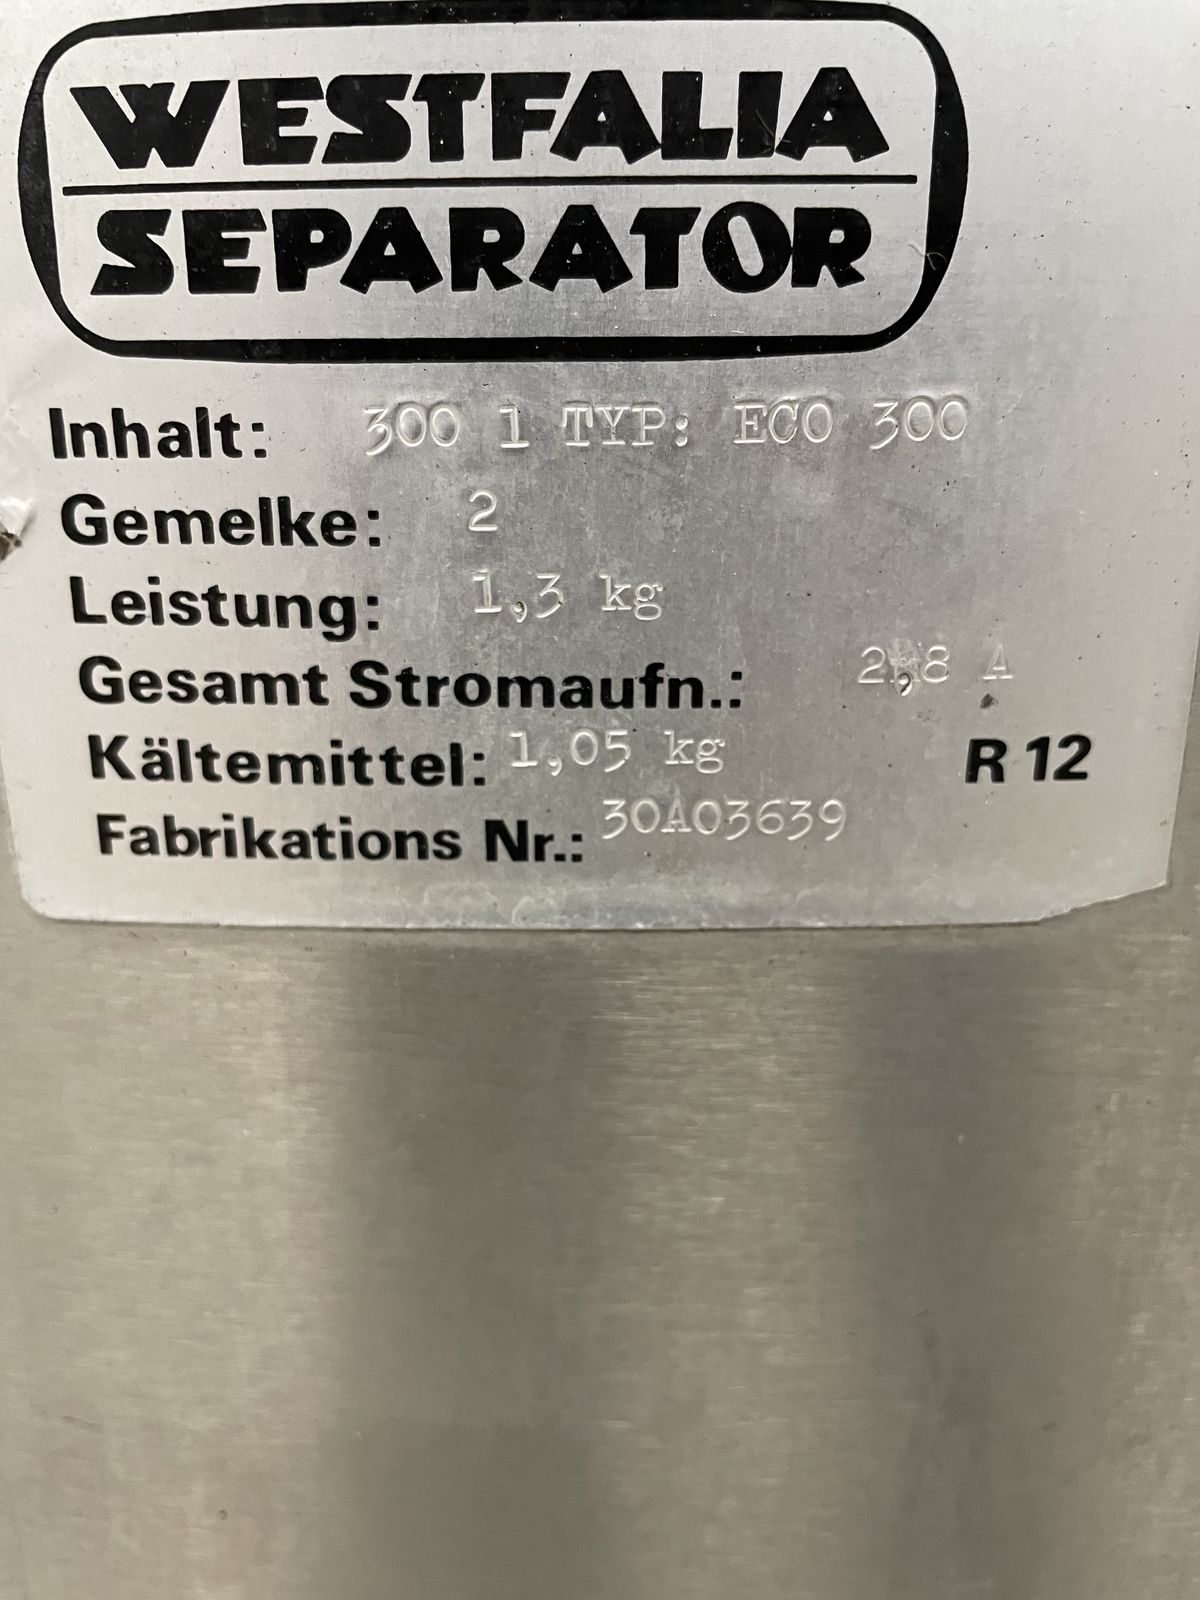 WESTFALIA
SEPARATOR
Inhalt: 300 l TYP: ECO 300
Gemelke: 2
Leistung: 1,3 kg
Gesamt Stromaufn.: 2,8 A
Kältemittel: 1,05 kg R 12
Fabrikations Nr.: 30A03639